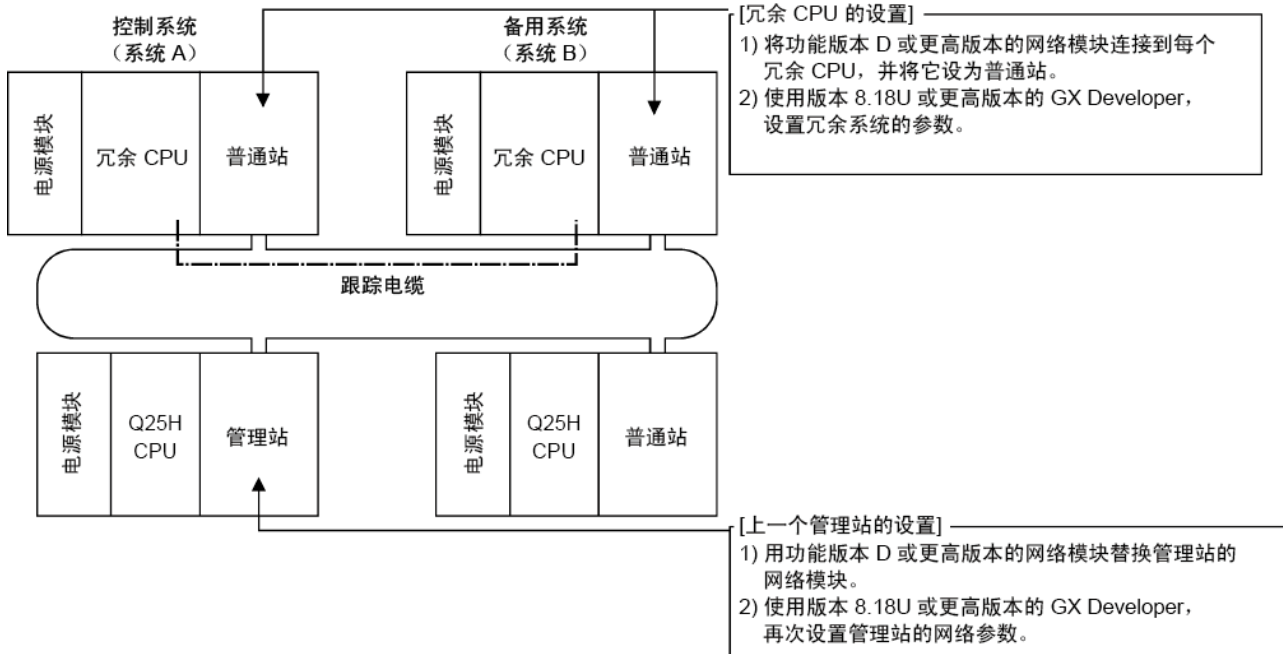 控制系统
（系统 A）
备用系统
（系统 B）
[冗余 CPU 的设置]
1) 将功能版本 D 或更高版本的网络模块连接到每个
冗余 CPU，并将它设为普通站。
2) 使用版本 8.18U 或更高版本的 GX Developer，
设置冗余系统的参数。
电源模块
冗余 CPU
普通站
电源模块
冗余 CPU
普通站
跟踪电缆
电源模块
Q25H
CPU
管理站
电源模块
Q25H
CPU
普通站
[上一个管理站的设置]
1) 用功能版本 D 或更高版本的网络模块替换管理站的
网络模块。
2) 使用版本 8.18U 或更高版本的 GX Developer，
再次设置管理站的网络参数。